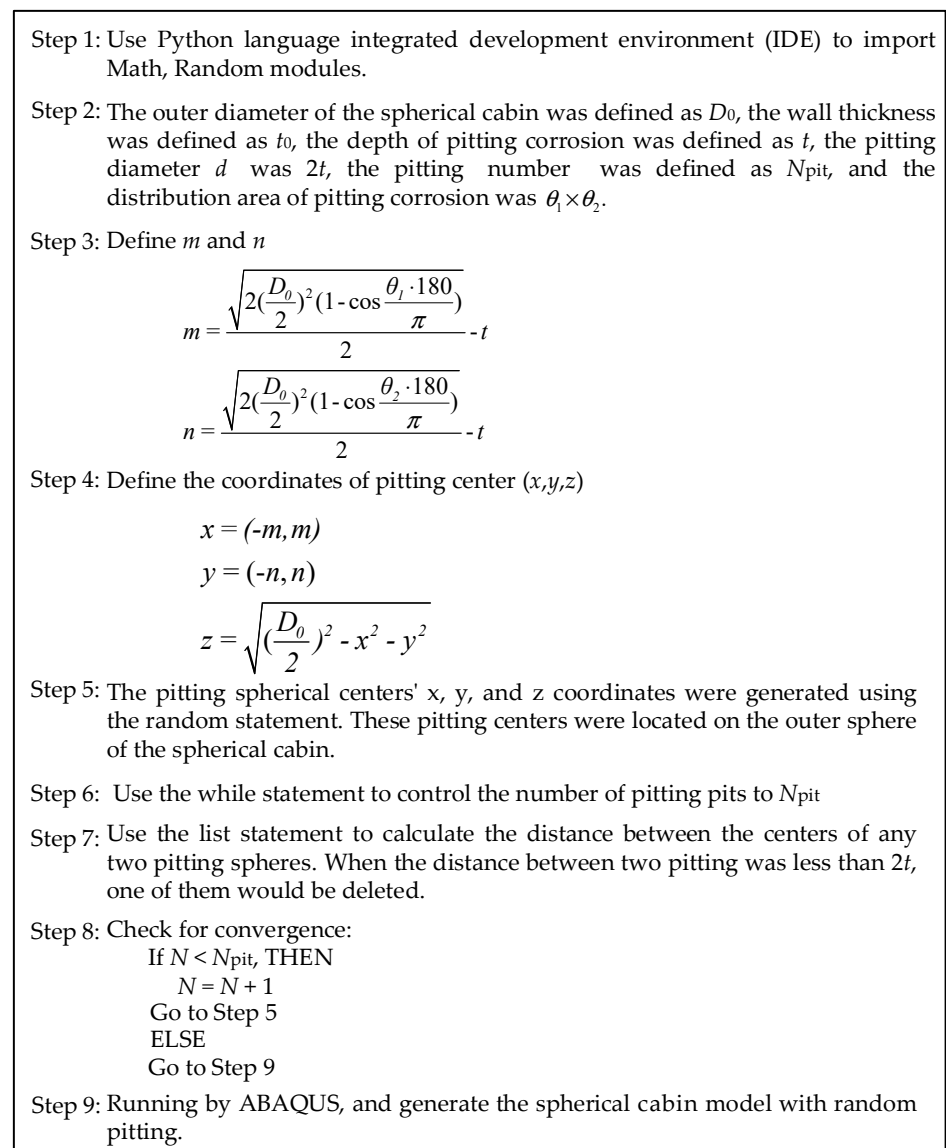 Step 1: Use Python language integrated development environment (IDE) to import
Math, Random modules.
Step 2: The outer diameter of the spherical cabin was defined as D₀, the wall thickness
was defined as t₀, the depth of pitting corrosion was defined as t, the pitting
diameter d was 2t, the pitting number was defined as Npit, and the
distribution area of pitting corrosion was θ₁×θ₂.
Step 3: Define m and n
m = √(2(D₀/2)²(1-cos(θ₁·180/π)))/2 - t
n = √(2(D₀/2)²(1-cos(θ₂·180/π)))/2 - t
Step 4: Define the coordinates of pitting center (x,y,z)
x = (-m,m)
y = (-n,n)
z = √((D₀/2)² - x² - y²)
Step 5: The pitting spherical centers' x, y, and z coordinates were generated using
the random statement. These pitting centers were located on the outer sphere
of the spherical cabin.
Step 6: Use the while statement to control the number of pitting pits to Npit
Step 7: Use the list statement to calculate the distance between the centers of any
two pitting spheres. When the distance between two pitting was less than 2t,
one of them would be deleted.
Step 8: Check for convergence:
If N < Npit, THEN
N = N + 1
Go to Step 5
ELSE
Go to Step 9
Step 9: Running by ABAQUS, and generate the spherical cabin model with random
pitting.